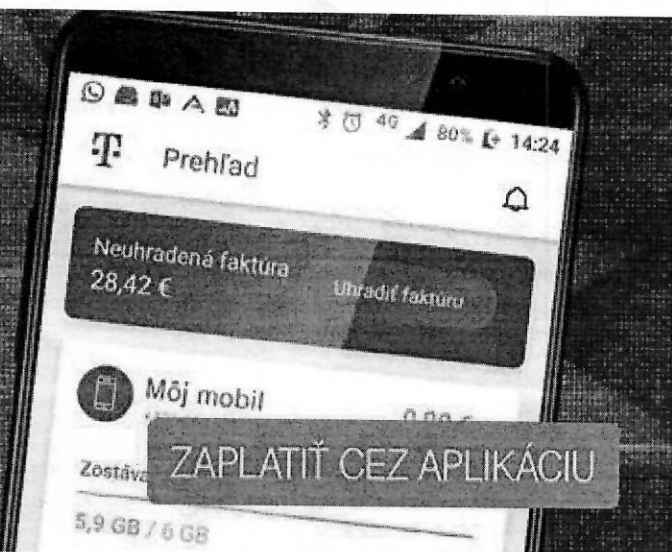 4G 80% 14:24
T Prehľad
Neuhradená faktúra
28,42 € Uhradiť faktúru
Môj mobil
ZAPLATIŤ CEZ APLIKÁCIU
5,9 GB / 6 GB